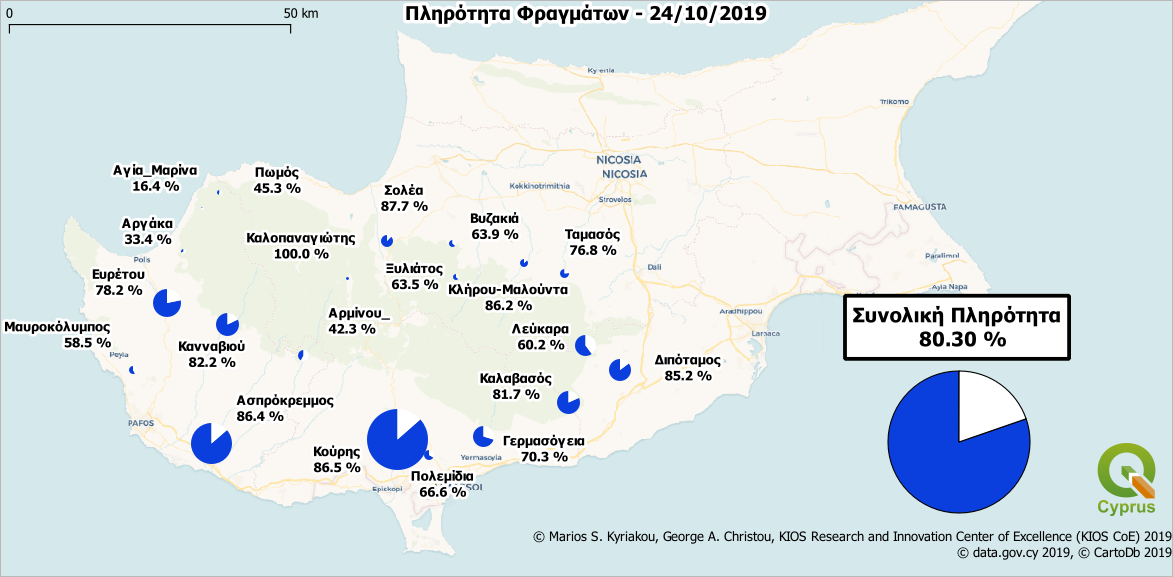 0
50 km
Πληρότητα Φραγμάτων - 24/10/2019
Kyrenia
Trikomo
NICOSIA
NICOSIA
Kokkinotrimithia
Strovolos
FAMAGUSTA
Αγία_Μαρίνα
16.4 %
Πωμός
45.3 %
Σολέα
87.7 %
Αργάκα
33.4 %
Βυζακιά
63.9 %
Ταμασός
76.8 %
Καλοπαναγιώτης
100.0 %
Polis
Ευρέτου
78.2 %
Ξυλιάτος
63.5 %
Κλήρου-Μαλούντα
86.2 %
Dali
Paralimni
Ayia Napa
Aradhippou
Larnaca
Αρμίνου_
42.3 %
Μαυροκόλυμπος
58.5 %
Peyia
Κανναβιού
82.2 %
Λεύκαρα
60.2 %
Διπόταμος
85.2 %
Καλαβασός
81.7 %
Συνολική Πληρότητα
80.30 %
Ασπρόκρεμμος
86.4 %
PAFOS
Κούρης
86.5 %
Γερμασόγεια
70.3 %
Yermasoyia
Πολεμίδια
66.6 %
Episkopi
SOL
Cyprus
© Marios S. Kyriakou, George A. Christou, KIOS Research and Innovation Center of Excellence (KIOS CoE) 2019
© data.gov.cy 2019, © CartoDb 2019